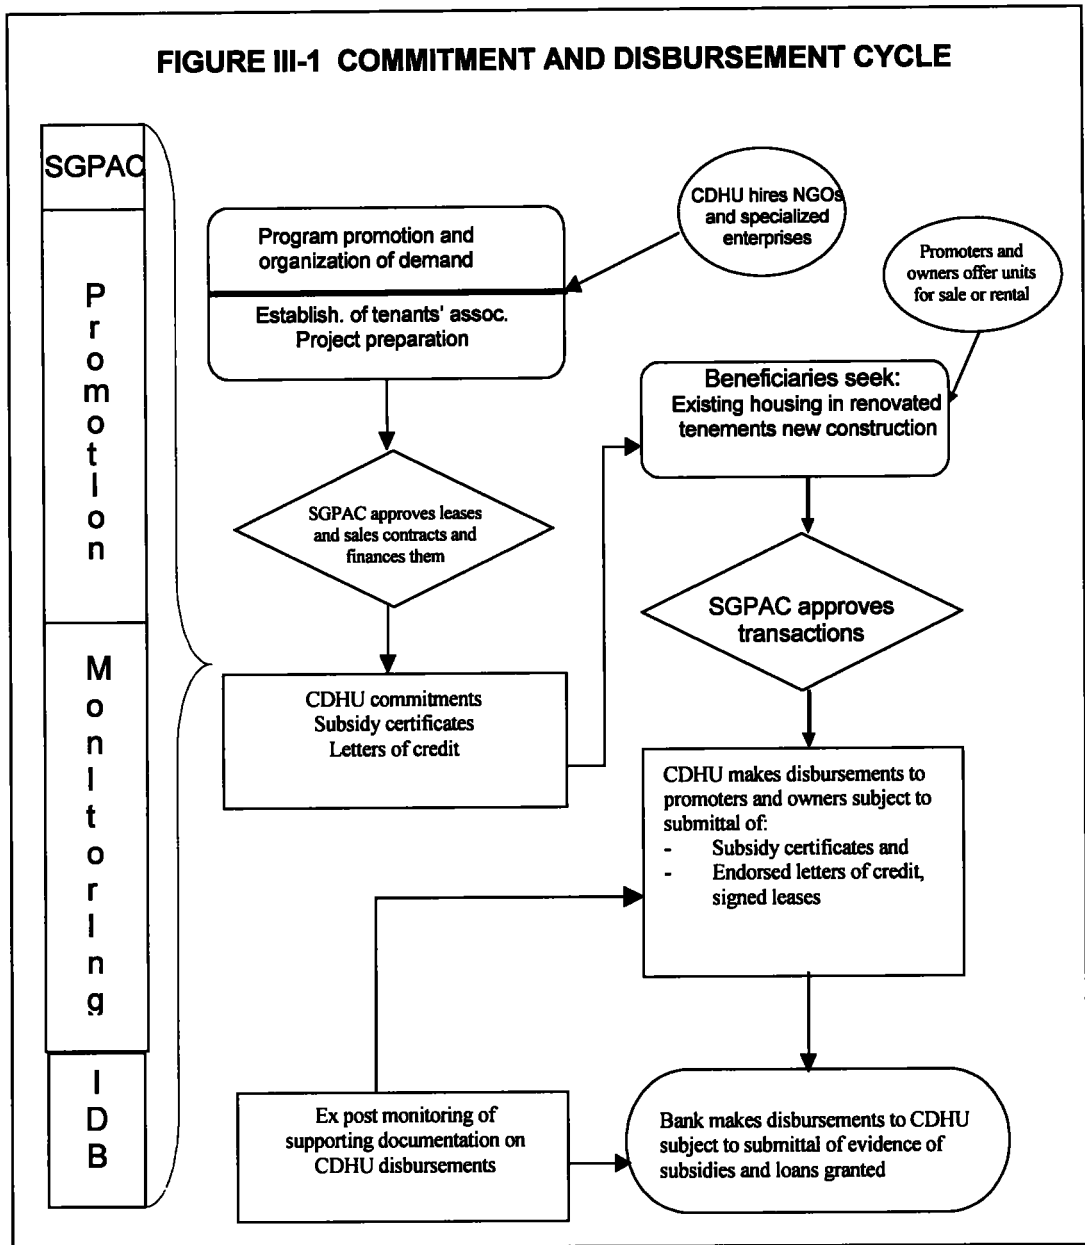 FIGURE III-1 COMMITMENT AND DISBURSEMENT CYCLE
SGPAC
Promotion
Monitoring
IDB
Program promotion and
organization of demand
Establish. of tenants' assoc.
Project preparation
CDHU hires NGOs
and specialized
enterprises
Promoters and
owners offer units
for sale or rental
SGPAC approves leases
and sales contracts and
finances them
Beneficiaries seek:
Existing housing in renovated
tenements new construction
SGPAC approves
transactions
CDHU commitments
Subsidy certificates
Letters of credit
CDHU makes disbursements to
promoters and owners subject to
submittal of:
- Subsidy certificates and
- Endorsed letters of credit,
signed leases
Ex post monitoring of
supporting documentation on
CDHU disbursements
Bank makes disbursements to CDHU
subject to submittal of evidence of
subsidies and loans granted